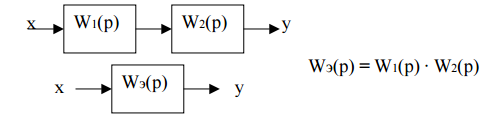 x W₁(p) W₂(p) y
x Wэ(p) y
Wэ(p) = W₁(p) · W₂(p)